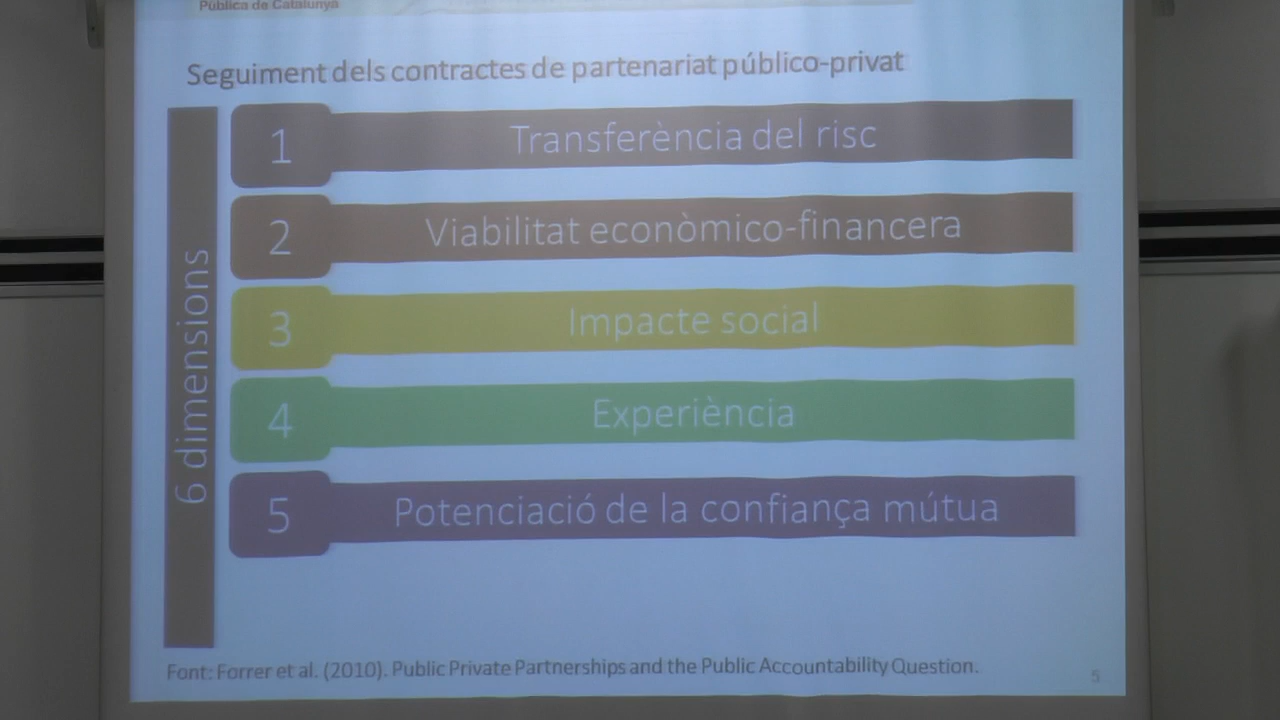 Pública de Catalunya
Seguiment dels contractes de partenariat público-privat
6 dimensions
1 Transferència del risc
2 Viabilitat econòmico-financera
3 Impacte social
4 Experiència
5 Potenciació de la confiança mútua
Font: Forrer et al. (2010). Public Private Partnerships and the Public Accountability Question.
5